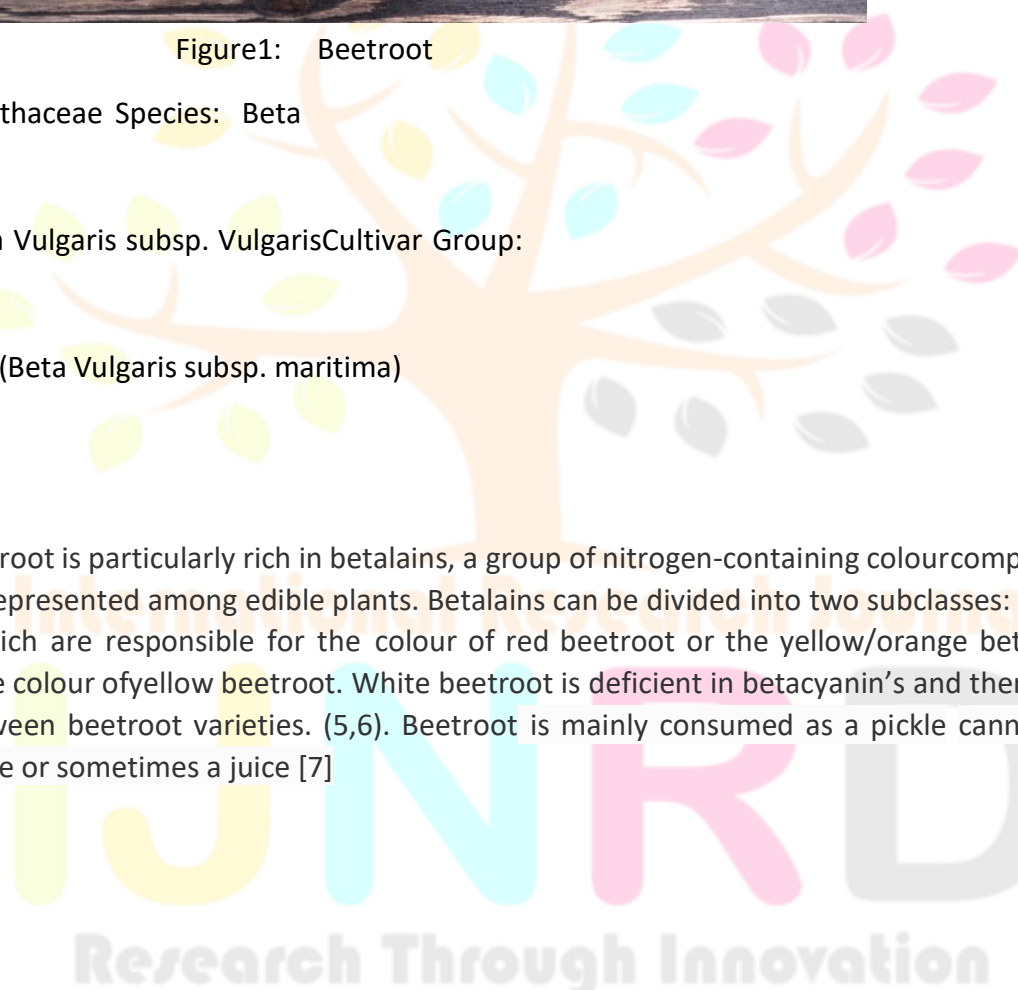 Figure1: Beetroot
thaceae Species: Beta
Vulgaris subsp. VulgarisCultivar Group:
(Beta Vulgaris subsp. maritima)
root is particularly rich in betalains, a group of nitrogen-containing colourcomp
epresented among edible plants. Betalains can be divided into two subclasses:
ich are responsible for the colour of red beetroot or the yellow/orange bet
e colour ofyellow beetroot. White beetroot is deficient in betacyanin’s and ther
ween beetroot varieties. (5,6). Beetroot is mainly consumed as a pickle cann
e or sometimes a juice [7]
International Research Journal
IJNRD
Research Through Innovation